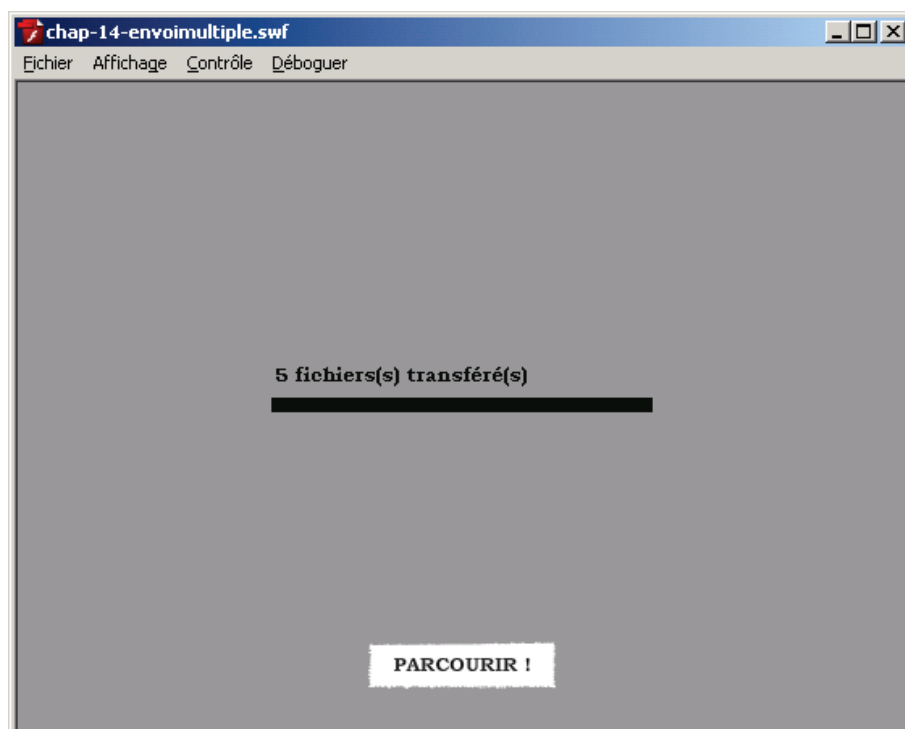 chap-14-envoimultiple.swf
Fichier Affichage Contrôle Déboguer
5 fichiers(s) transféré(s)
PARCOURIR !